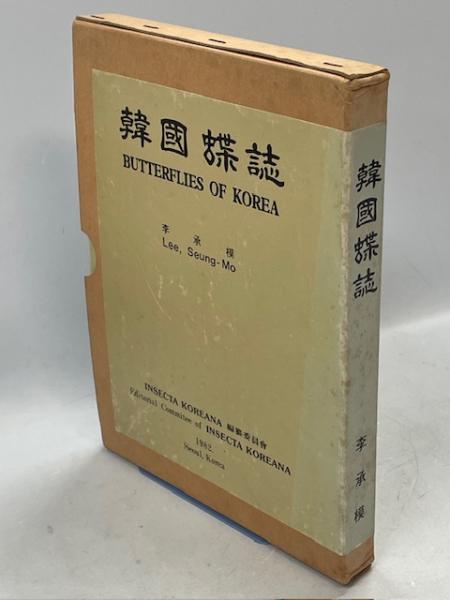 韓國蝶誌
BUTTERFLIES OF KOREA
李承模
Lee, Seung-Mo
INSECTA KOREANA 編纂委員會
Editorial Committee of INSECTA KOREANA
1982.
Seoul, Korea
韓國蝶誌
李承模